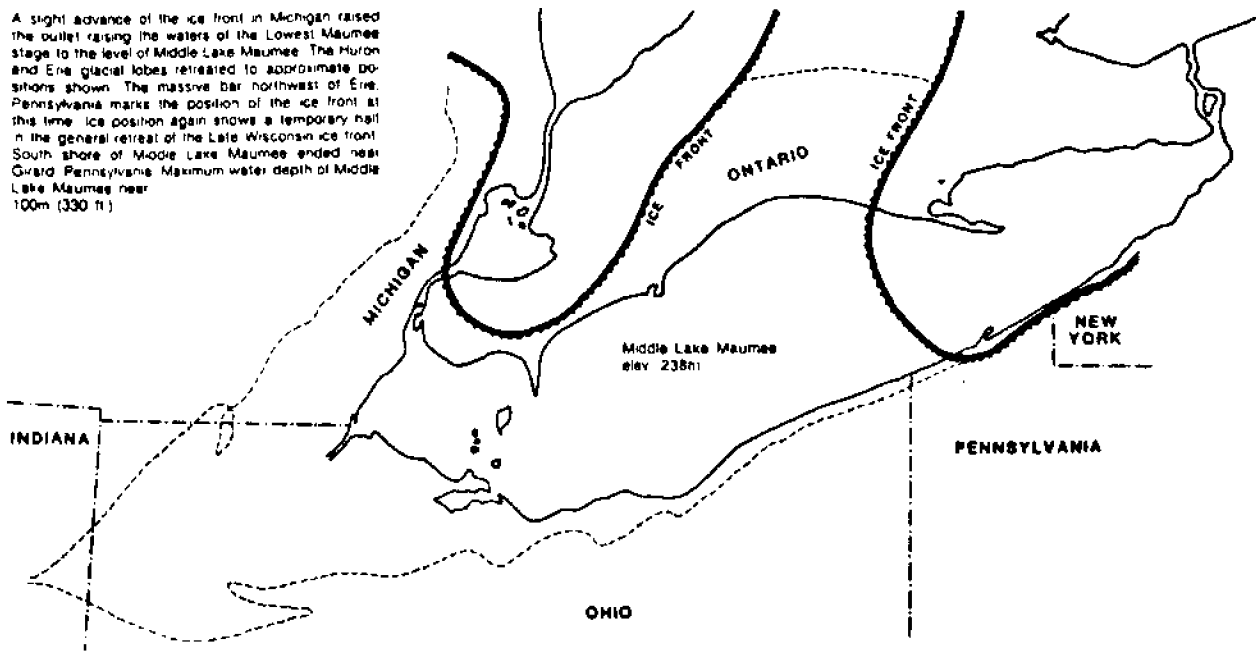 A slight advance of the ice front in Michigan raised
the outlet raising the waters of the Lowest Maumee
stage to the level of Middle Lake Maumee. The Huron
and Erie glacial lobes retreated to approximate po-
sitions shown. The massive bar northwest of Erie,
Pennsylvania marks the position of the ice front at
this time. Ice position again shows a temporary halt
in the general retreat of the Late Wisconsin ice front.
South shore of Middle Lake Maumee ended near
Girard, Pennsylvania. Maximum water depth of Middle
Lake Maumee near
100m (330 ft.)
ICE FRONT
ICE FRONT
ONTARIO
MICHIGAN
NEW
YORK
Middle Lake Maumee
elev. 238m
INDIANA
PENNSYLVANIA
OHIO